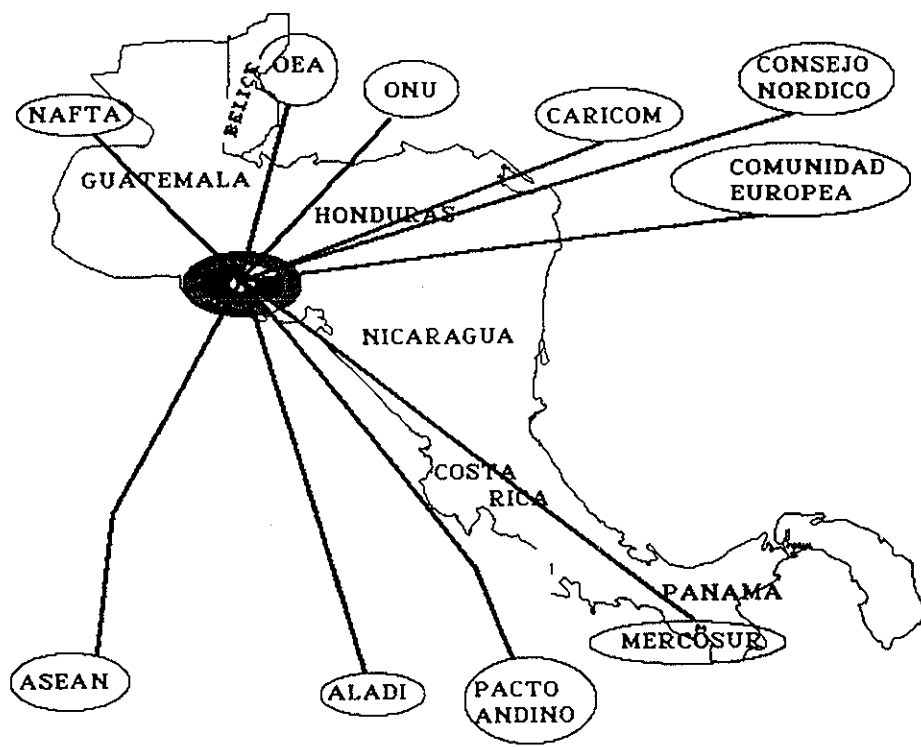 OEA
BELICE
NAFTA
ONU
CARICOM
CONSEJO
NORDICO
COMUNIDAD
EUROPEA
GUATEMALA
HONDURAS
NICARAGUA
COSTA
RICA
PANAMA
MERCOSUR
ASEAN
ALADI
PACTO
ANDINO